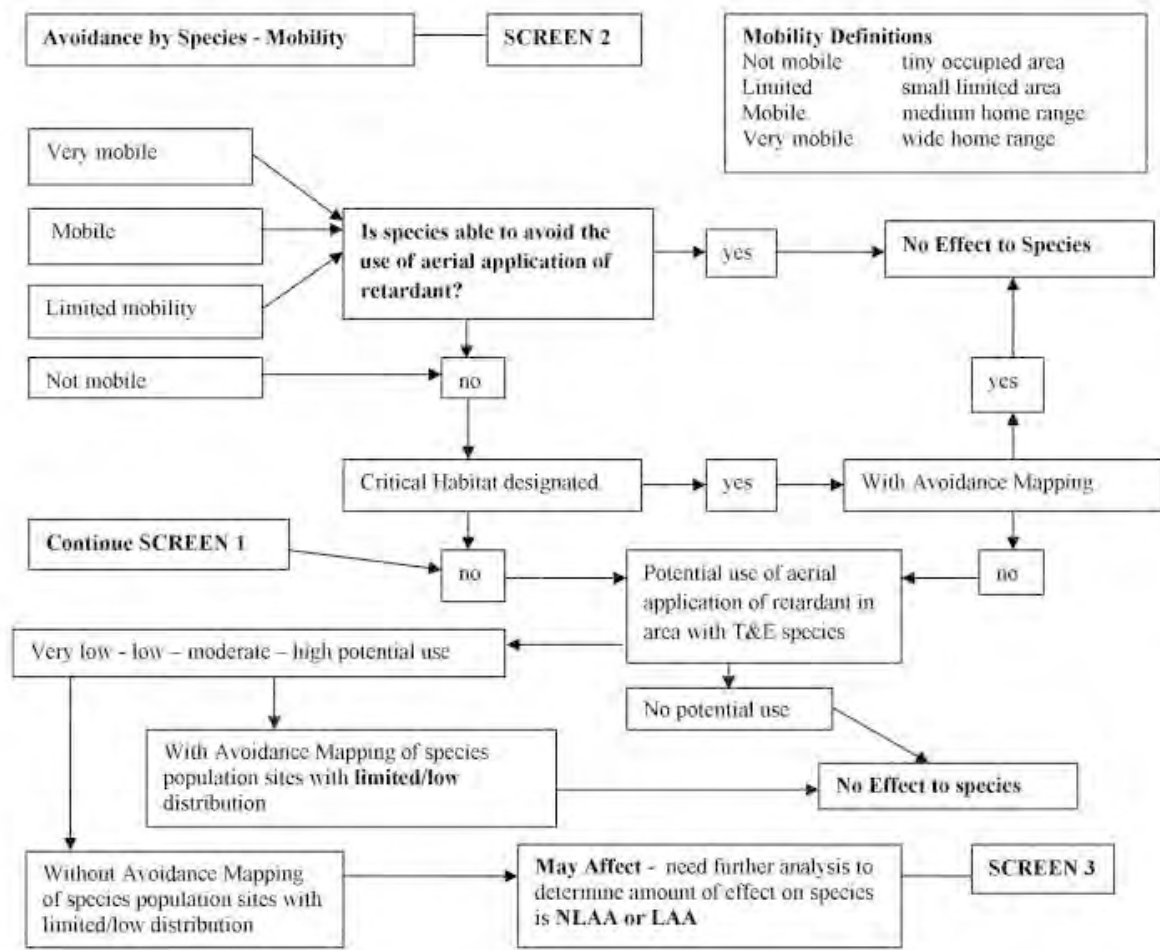 Avoidance by Species - Mobility
SCREEN 2
Mobility Definitions
Not mobile tiny occupied area
Limited small limited area
Mobile medium home range
Very mobile wide home range
Very mobile
Mobile
Limited mobility
Not mobile
Is species able to avoid the
use of aerial application of
retardant?
yes
No Effect to Species
no
yes
Critical Habitat designated
yes
With Avoidance Mapping
Continue SCREEN 1
no
Potential use of aerial
application of retardant in
area with T&E species
no
Very low - low – moderate – high potential use
No potential use
With Avoidance Mapping of species
population sites with limited/low
distribution
No Effect to species
Without Avoidance Mapping
of species population sites with
limited/low distribution
May Affect - need further analysis to
determine amount of effect on species
is NLAA or LAA
SCREEN 3